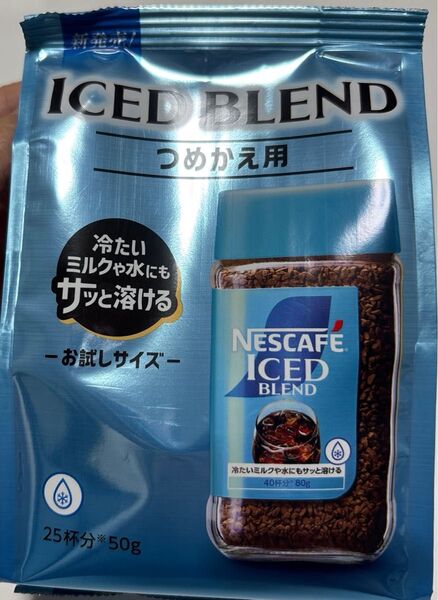 新発売!
ICED BLEND
つめかえ用
冷たい
ミルクや水にも
サッと溶ける
-お試しサイズ-
25杯分※50g
NESCAFÉ
ICED
BLEND
冷たいミルクや水にもサッと溶ける
40杯分※80g